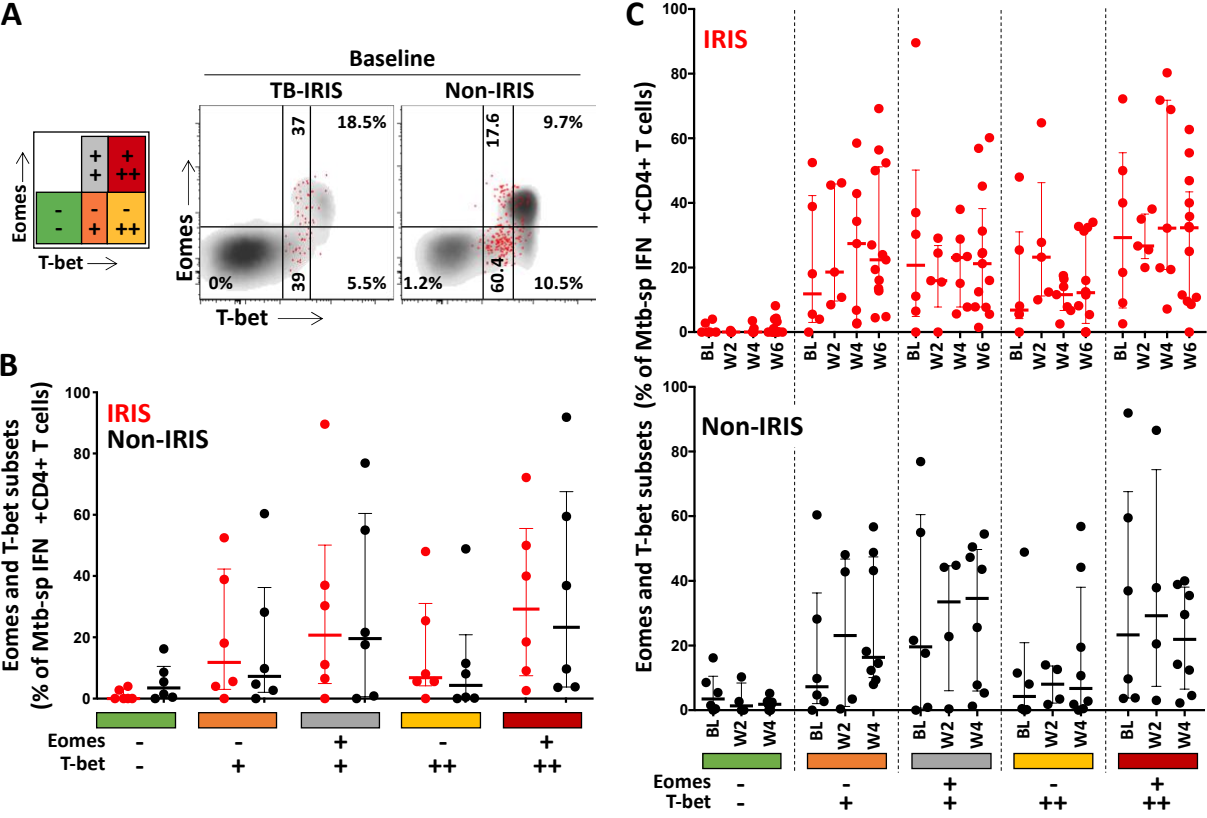 A
Baseline
TB-IRIS
Non-IRIS
Eomes
+
+
+
++
-
-
-
+
-
++
T-bet
Eomes
37
18.5%
0%
39
5.5%
17.6
9.7%
1.2%
60.4
10.5%
T-bet
B
IRIS
Non-IRIS
Eomes and T-bet subsets
(% of Mtb-sp IFN +CD4+ T cells)
100
80
60
40
20
0
Eomes - - + - +
T-bet - + + ++ ++
C
IRIS
Eomes and T-bet subsets (% of Mtb-sp IFN +CD4+ T cells)
100
80
60
40
20
0
BL W2 W4 W6 BL W2 W4 W6 BL W2 W4 W6 BL W2 W4 W6 BL W2 W4 W6
Non-IRIS
100
80
60
40
20
0
BL W2 W4 BL W2 W4 BL W2 W4 BL W2 W4 BL W2 W4
Eomes - - + - +
T-bet - + + ++ ++